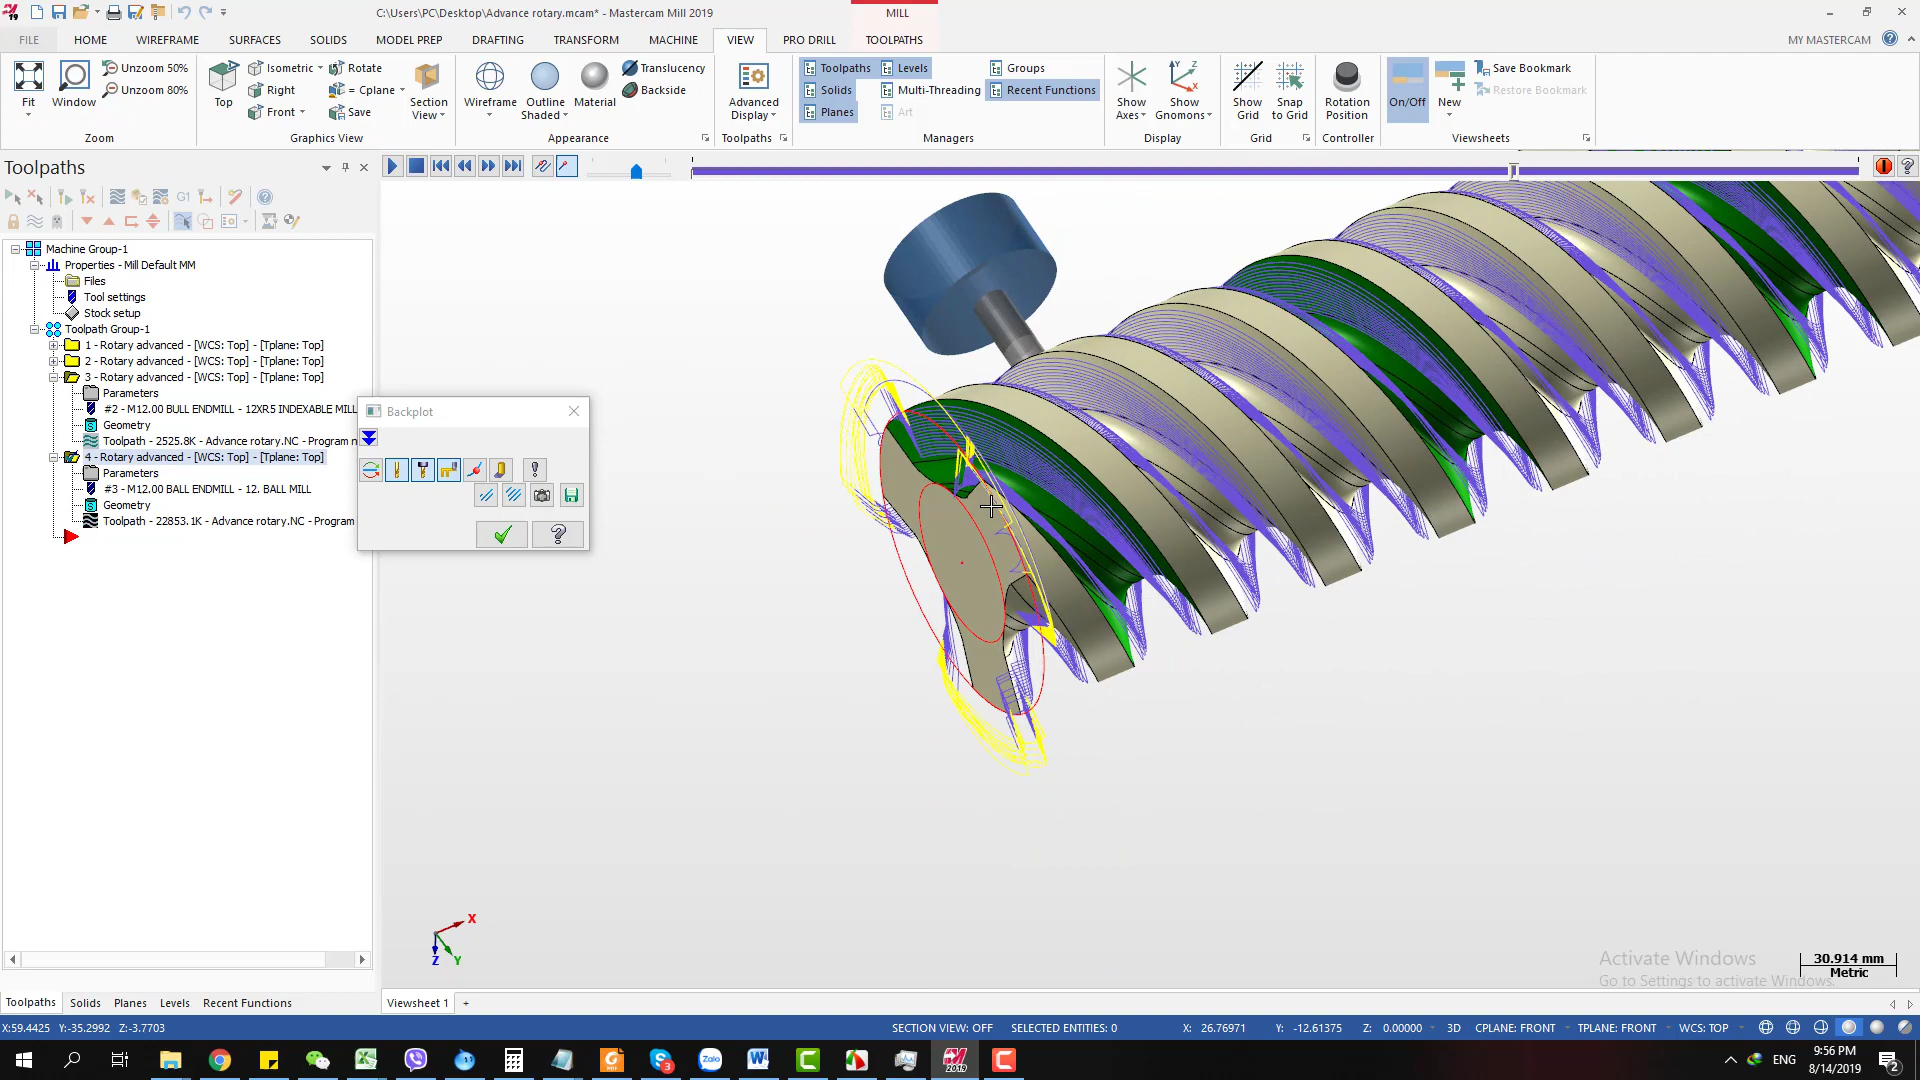 C:\Users\PC\Desktop\Advance rotary.mcam* - Mastercam Mill 2019
MILL
FILE HOME WIREFRAME SURFACES SOLIDS MODEL PREP DRAFTING TRANSFORM MACHINE VIEW PRO DRILL TOOLPATHS MY MASTERCAM
Unzoom 50% Isometric Rotate Translucency Toolpaths Levels Groups Save Bookmark
Unzoom 80% Right = Cplane Backside Solids Multi-Threading Recent Functions Restore Bookmark
Fit Window Top Front Save Section View Wireframe Outline Shaded Material Advanced Display Planes Art Show Axes Show Gnomons Show Grid Snap to Grid Rotation Position On/Off New
Zoom Graphics View Appearance Toolpaths Managers Display Grid Controller Viewsheets
Toolpaths
G1
Machine Group-1
Properties - Mill Default MM
Files
Tool settings
Stock setup
Toolpath Group-1
1 - Rotary advanced - [WCS: Top] - [Tplane: Top]
2 - Rotary advanced - [WCS: Top] - [Tplane: Top]
3 - Rotary advanced - [WCS: Top] - [Tplane: Top]
Parameters
#2 - M12.00 BULL ENDMILL - 12XR5 INDEXABLE MILL
Geometry
Toolpath - 2525.8K - Advance rotary.NC - Program n
4 - Rotary advanced - [WCS: Top] - [Tplane: Top]
Parameters
#3 - M12.00 BALL ENDMILL - 12. BALL MILL
Geometry
Toolpath - 22853.1K - Advance rotary.NC - Program
Backplot
X
Z
Y
Activate Windows
Go to Settings to activate Windows.
30.914 mm
Metric
Toolpaths Solids Planes Levels Recent Functions
Viewsheet 1 +
X:59.4425 Y:-35.2992 Z:-3.7703 SECTION VIEW: OFF SELECTED ENTITIES: 0 X: 26.76971 Y: -12.61375 Z: 0.00000 3D CPLANE: FRONT TPLANE: FRONT WCS: TOP
ENG
9:56 PM
8/14/2019